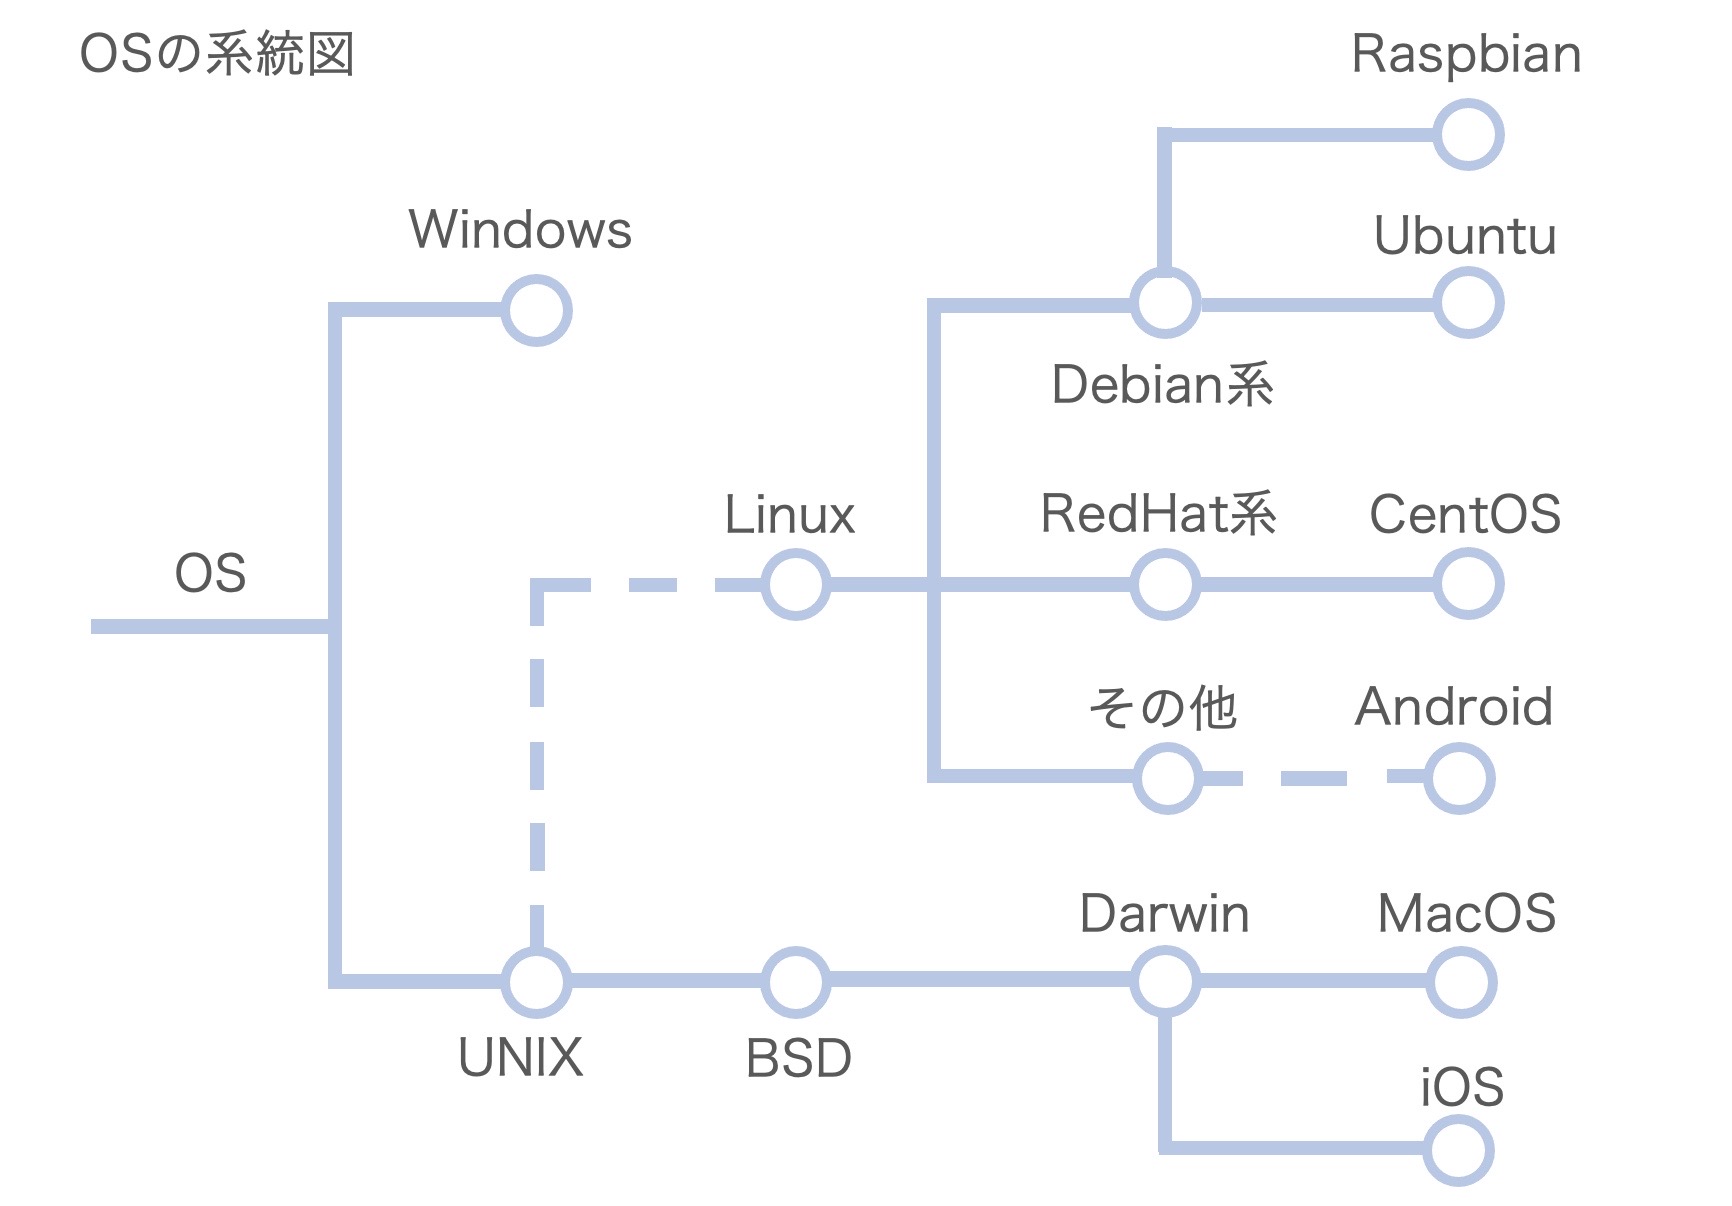 OSの系統図
Raspbian
Windows
Ubuntu
Debian系
Linux
RedHat系
CentOS
OS
その他
Android
Darwin
MacOS
UNIX
BSD
iOS